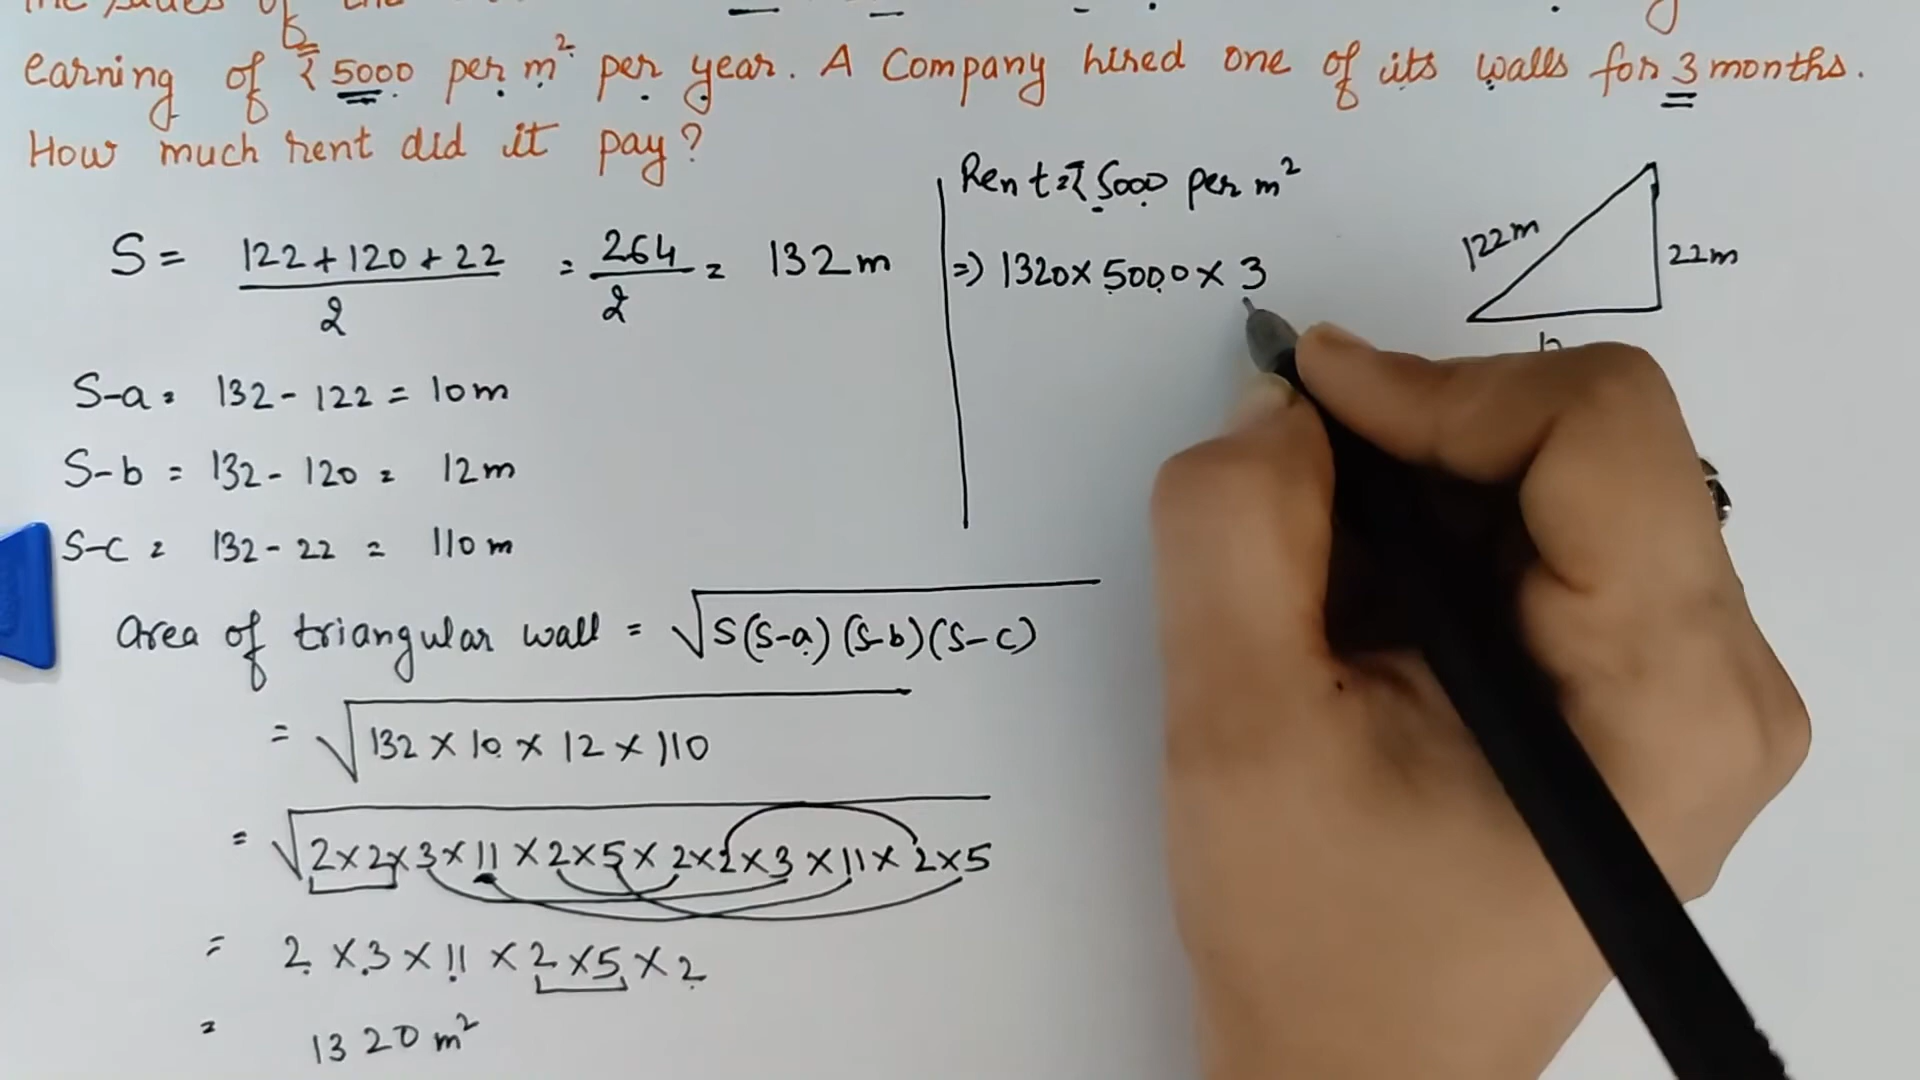 earning of ₹ 5000 per m² per year. A Company hired one of its walls for 3 months.
How much rent did it pay?
S = 122+120+22 / 2 = 264 / 2 = 132m
S-a = 132 - 122 = 10m
S-b = 132 - 120 = 12m
S-c = 132 - 22 = 110m
Area of triangular wall = √S(S-a)(S-b)(S-c)
= √132 × 10 × 12 × 110
= √2×2×3×11×2×5×2×2×3×11×2×5
= 2 × 3 × 11 × 2 × 5 × 2
= 1320 m²
Rent = ₹ 5000 per m²
=) 1320 × 5000 × 3
122m
22m